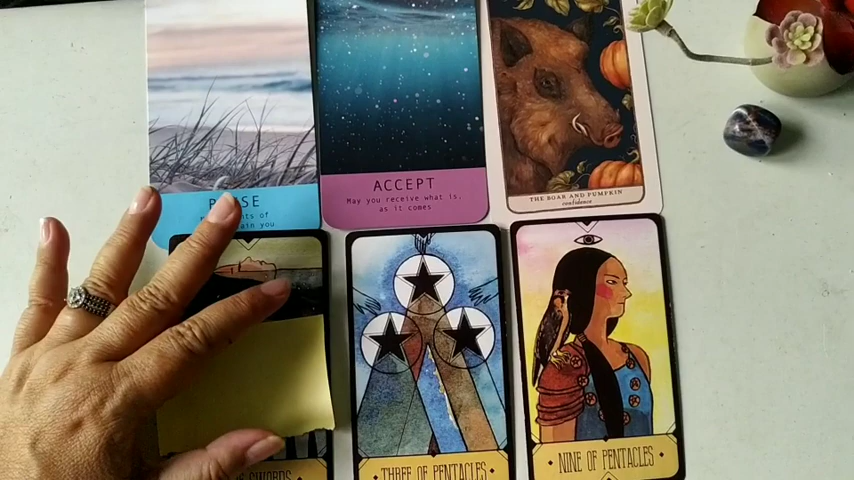 ACCEPT
May you receive what is.
as it comes
THE BOAR AND PUMPKIN
confidence
SWORDS
THREE OF PENTACLES
NINE OF PENTACLES